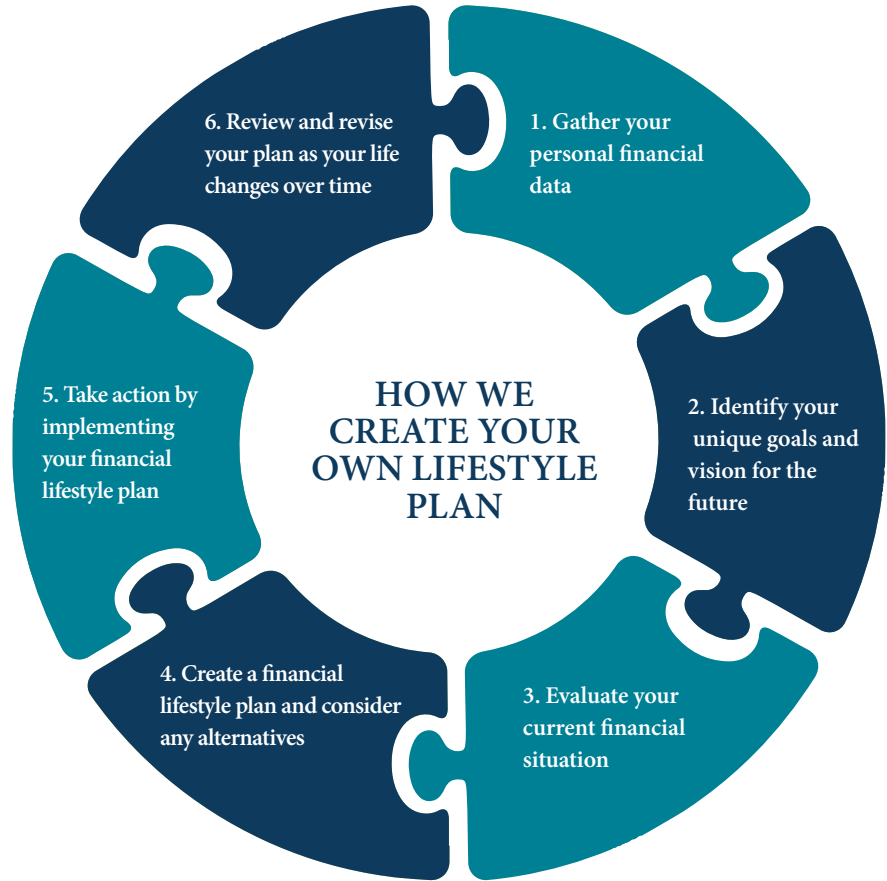 HOW WE
CREATE YOUR
OWN LIFESTYLE
PLAN
1. Gather your
personal financial
data
2. Identify your
unique goals and
vision for the
future
3. Evaluate your
current financial
situation
4. Create a financial
lifestyle plan and consider
any alternatives
5. Take action by
implementing
your financial
lifestyle plan
6. Review and revise
your plan as your life
changes over time